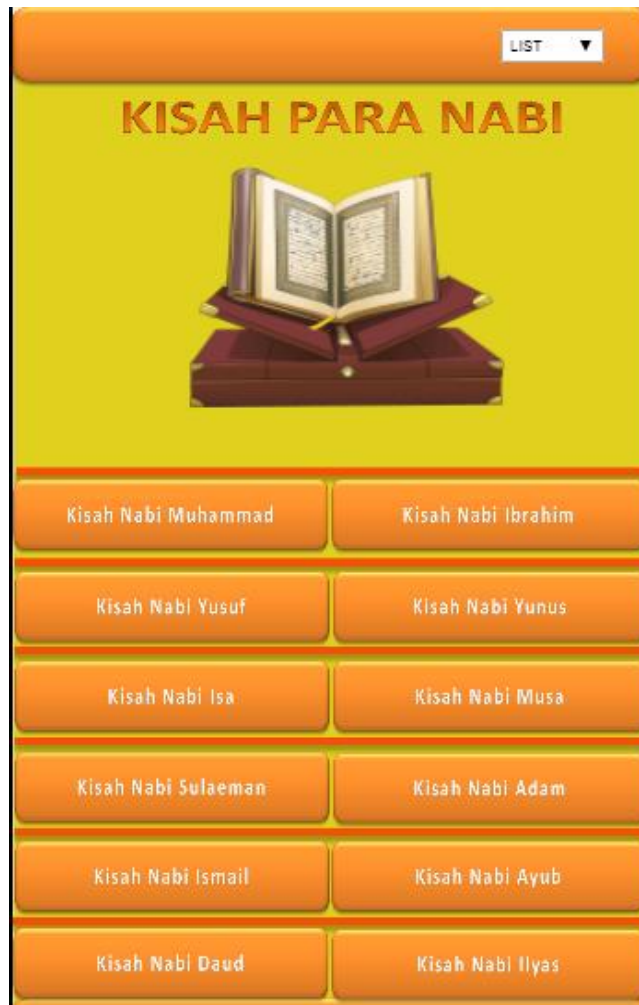 LIST ▼
KISAH PARA NABI
Kisah Nabi Muhammad
Kisah Nabi Ibrahim
Kisah Nabi Yusuf
Kisah Nabi Yunus
Kisah Nabi Isa
Kisah Nabi Musa
Kisah Nabi Sulaeman
Kisah Nabi Adam
Kisah Nabi Ismail
Kisah Nabi Ayub
Kisah Nabi Daud
Kisah Nabi Ilyas